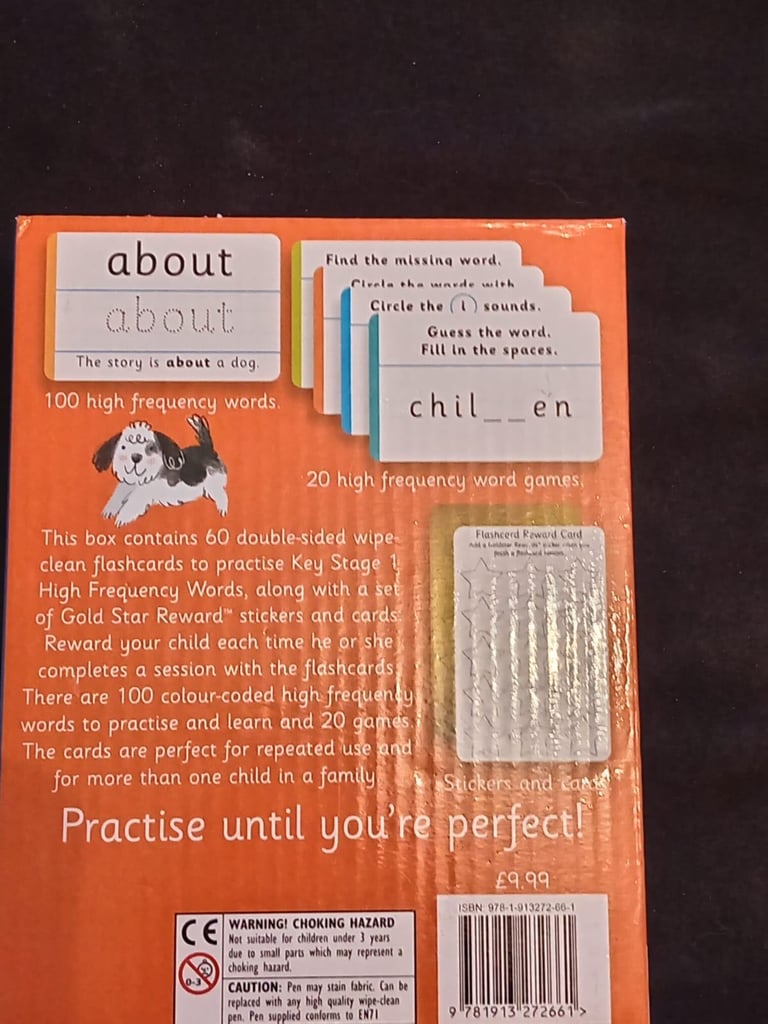 about
about
The story is about a dog.
100 high frequency words.
Find the missing word.
Circle the words with
Circle the i sounds.
Guess the word.
Fill in the spaces.
chil__en
20 high frequency word games.
This box contains 60 double-sided wipe-
clean flashcards to practise Key Stage 1
High Frequency Words, along with a set
of Gold Star Reward™ stickers and cards.
Reward your child each time he or she
completes a session with the flashcards.
There are 100 colour-coded high frequency
words to practise and learn and 20 games.
The cards are perfect for repeated use and
for more than one child in a family
Flashcard Reward Card
Stickers and cards
Practise until you're perfect!
£9.99
CE
0-3
WARNING! CHOKING HAZARD
Not suitable for children under 3 years
due to small parts which may represent a
choking hazard.
CAUTION: Pen may stain fabric. Can be
replaced with any high quality wipe-clean
pen. Pen supplied conforms to EN71
ISBN: 978-1-913272-66-1
9 781913 272661 >